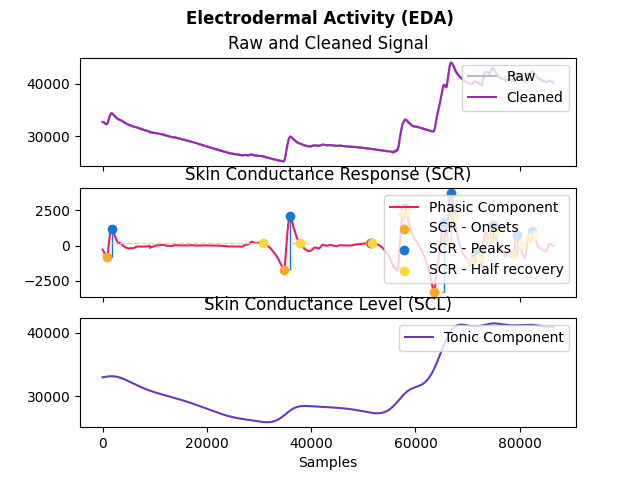 Electrodermal Activity (EDA)
Raw and Cleaned Signal
40000
30000
Raw
Cleaned
Skin Conductance Response (SCR)
2500
0
−2500
Phasic Component
SCR - Onsets
SCR - Peaks
SCR - Half recovery
Skin Conductance Level (SCL)
40000
30000
Tonic Component
0 20000 40000 60000 80000
Samples